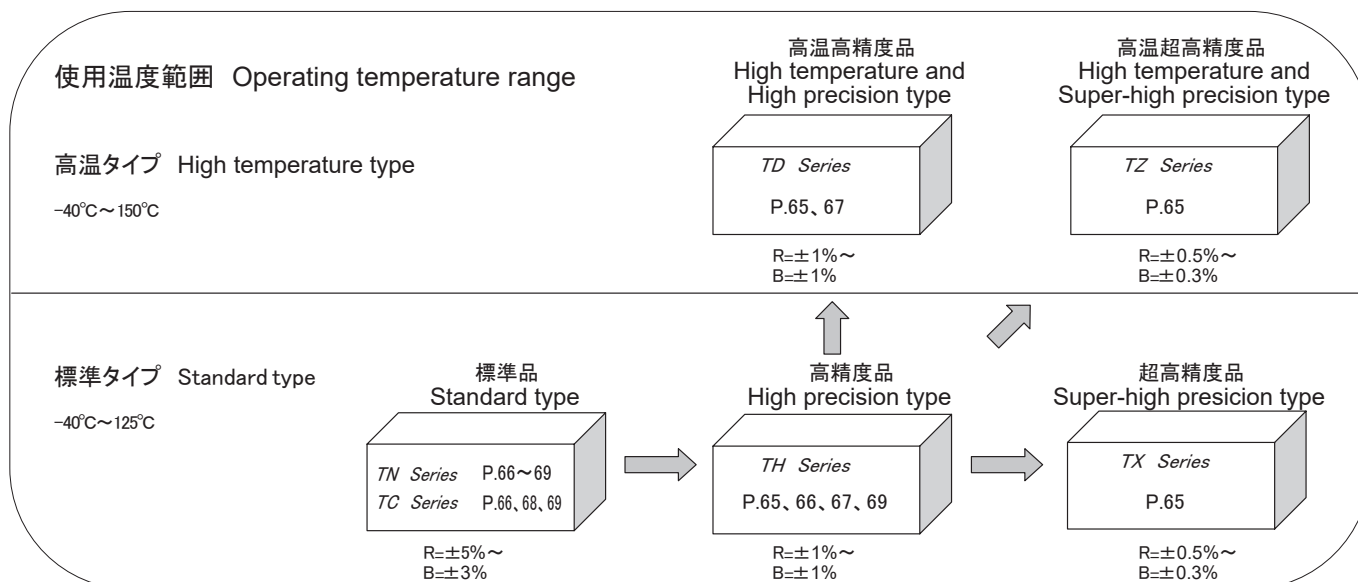 使用温度範囲 Operating temperature range
高温タイプ High temperature type
-40℃～150℃
高温高精度品
High temperature and
High precision type
TD Series
P.65、67
R=±1%～
B=±1%
高温超高精度品
High temperature and
Super-high precision type
TZ Series
P.65
R=±0.5%～
B=±0.3%
標準タイプ Standard type
-40℃～125℃
標準品
Standard type
TN Series P.66～69
TC Series P.66、68、69
R=±5%～
B=±3%
高精度品
High precision type
TH Series
P.65、66、67、69
R=±1%～
B=±1%
超高精度品
Super-high presicion type
TX Series
P.65
R=±0.5%～
B=±0.3%